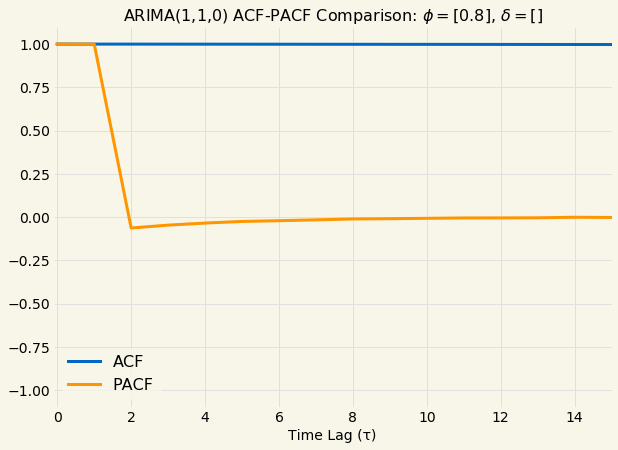 ARIMA(1,1,0) ACF-PACF Comparison: ϕ = [0.8], δ = []
1.00
0.75
0.50
0.25
0.00
−0.25
−0.50
−0.75
−1.00
ACF
PACF
0 2 4 6 8 10 12 14
Time Lag (τ)